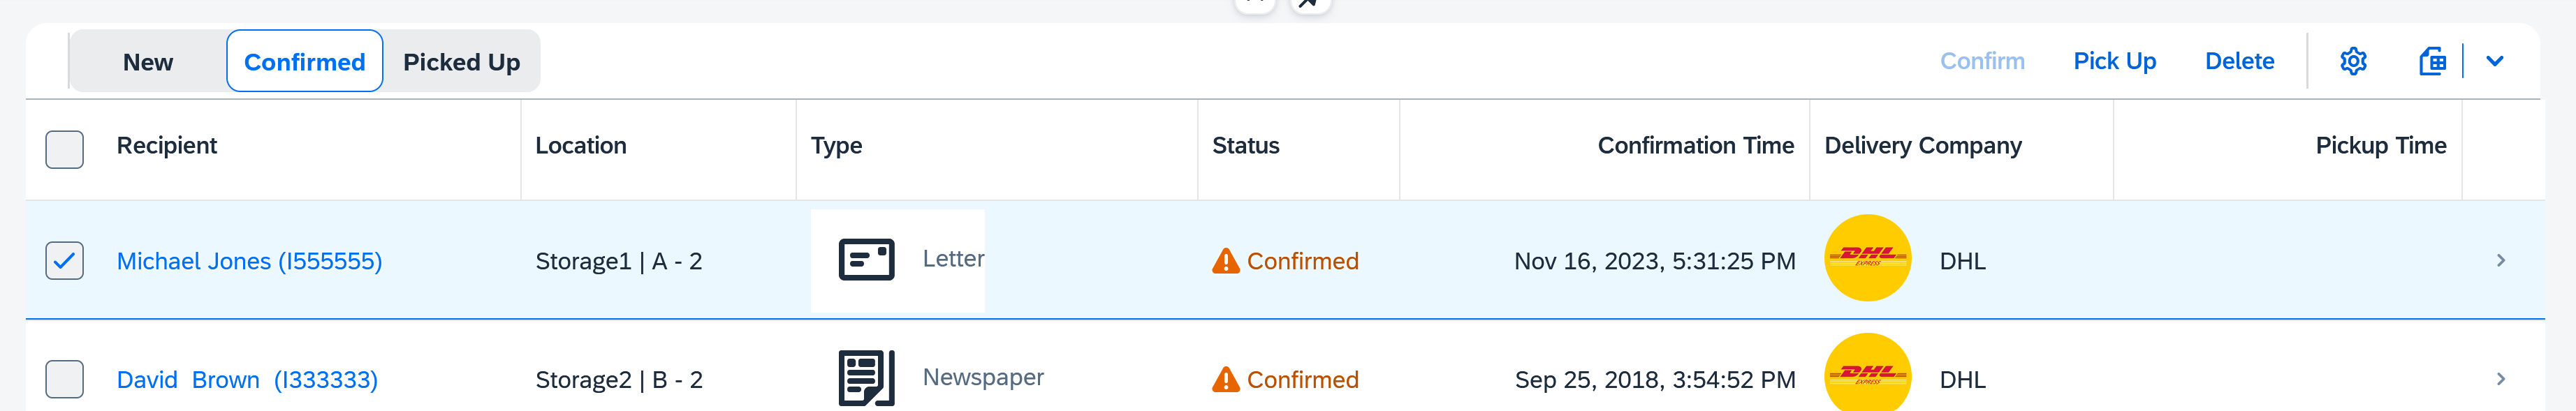 New Confirmed Picked Up Confirm Pick Up Delete
Recipient Location Type Status Confirmation Time Delivery Company Pickup Time
Michael Jones (I555555) Storage1 | A - 2 Letter Confirmed Nov 16, 2023, 5:31:25 PM DHL EXPRESS DHL
David Brown (I333333) Storage2 | B - 2 Newspaper Confirmed Sep 25, 2018, 3:54:52 PM DHL EXPRESS DHL